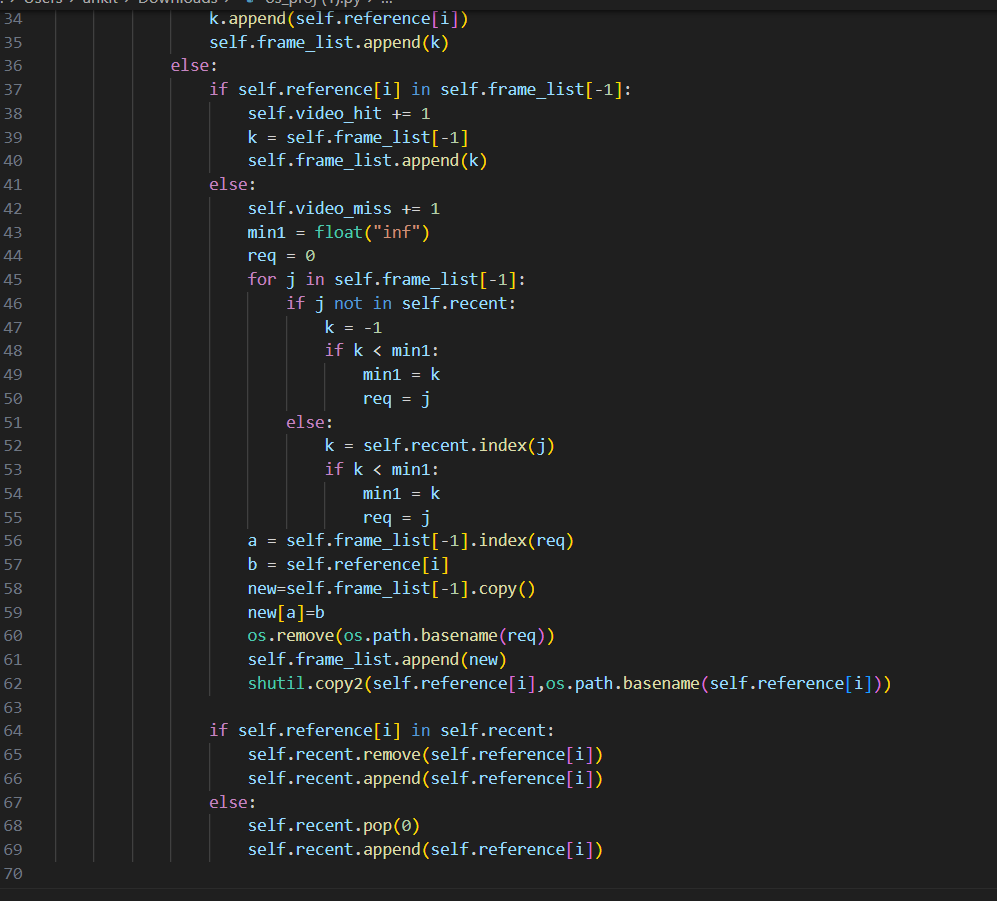 Users > ankit > Downloads > os_proj (1).py > ...
34 k.append(self.reference[i])
35 self.frame_list.append(k)
36 else:
37 if self.reference[i] in self.frame_list[-1]:
38 self.video_hit += 1
39 k = self.frame_list[-1]
40 self.frame_list.append(k)
41 else:
42 self.video_miss += 1
43 min1 = float("inf")
44 req = 0
45 for j in self.frame_list[-1]:
46 if j not in self.recent:
47 k = -1
48 if k < min1:
49 min1 = k
50 req = j
51 else:
52 k = self.recent.index(j)
53 if k < min1:
54 min1 = k
55 req = j
56 a = self.frame_list[-1].index(req)
57 b = self.reference[i]
58 new=self.frame_list[-1].copy()
59 new[a]=b
60 os.remove(os.path.basename(req))
61 self.frame_list.append(new)
62 shutil.copy2(self.reference[i],os.path.basename(self.reference[i]))
63
64 if self.reference[i] in self.recent:
65 self.recent.remove(self.reference[i])
66 self.recent.append(self.reference[i])
67 else:
68 self.recent.pop(0)
69 self.recent.append(self.reference[i])
70